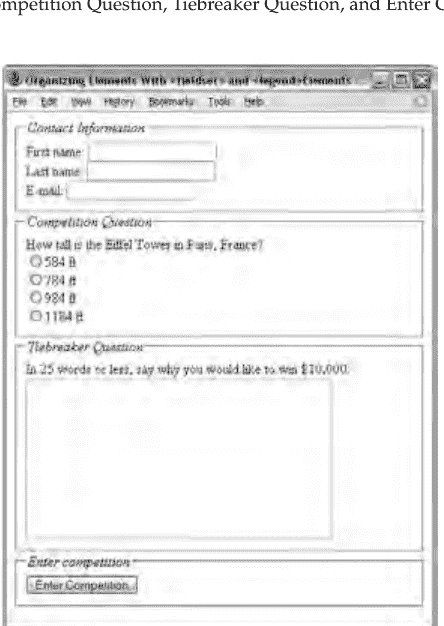 ompetition Question, Tiebreaker Question, and Enter C
Organizing Elements With <fieldset> and <legend>Elements
File Edit View History Bookmarks Tools Help
Contact Information
First name:
Last name:
E-mail:
Competition Question
How tall is the Eiffel Tower in Paris, France?
584 ft
784 ft
984 ft
1184 ft
Tiebreaker Question
In 25 words or less, say why you would like to win $10,000:
Enter competition
Enter Competition